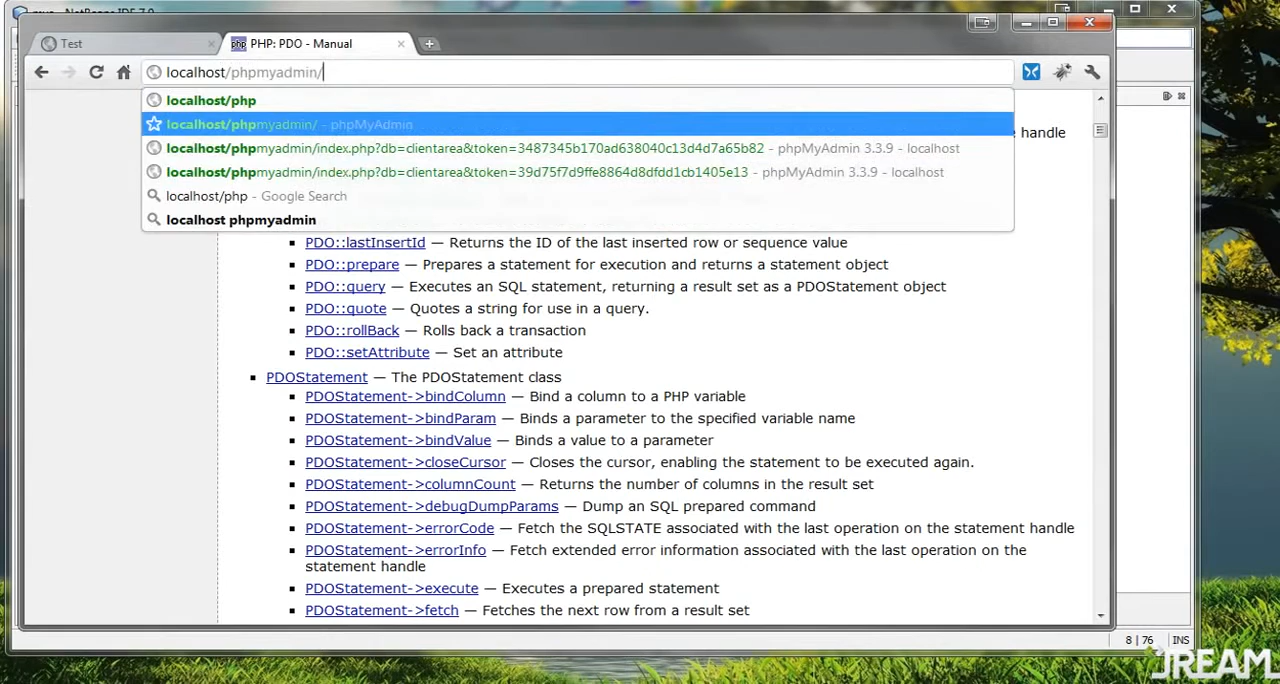 mvc - NetBeans IDE 7.0
Test
php PHP: PDO - Manual
localhost/phpmyadmin/
localhost/php
localhost/phpmyadmin/ - phpMyAdmin
localhost/phpmyadmin/index.php?db=clientarea&token=3487345b170ad638040c13d4d7a65b82 - phpMyAdmin 3.3.9 - localhost
localhost/phpmyadmin/index.php?db=clientarea&token=39d75f7d9ffe8864d8dfdd1cb1405e13 - phpMyAdmin 3.3.9 - localhost
localhost/php - Google Search
localhost phpmyadmin
handle
PDO::lastInsertId — Returns the ID of the last inserted row or sequence value
PDO::prepare — Prepares a statement for execution and returns a statement object
PDO::query — Executes an SQL statement, returning a result set as a PDOStatement object
PDO::quote — Quotes a string for use in a query.
PDO::rollBack — Rolls back a transaction
PDO::setAttribute — Set an attribute
PDOStatement — The PDOStatement class
PDOStatement->bindColumn — Bind a column to a PHP variable
PDOStatement->bindParam — Binds a parameter to the specified variable name
PDOStatement->bindValue — Binds a value to a parameter
PDOStatement->closeCursor — Closes the cursor, enabling the statement to be executed again.
PDOStatement->columnCount — Returns the number of columns in the result set
PDOStatement->debugDumpParams — Dump an SQL prepared command
PDOStatement->errorCode — Fetch the SQLSTATE associated with the last operation on the statement handle
PDOStatement->errorInfo — Fetch extended error information associated with the last operation on the
statement handle
PDOStatement->execute — Executes a prepared statement
PDOStatement->fetch — Fetches the next row from a result set
8 | 76 INS
JREAM